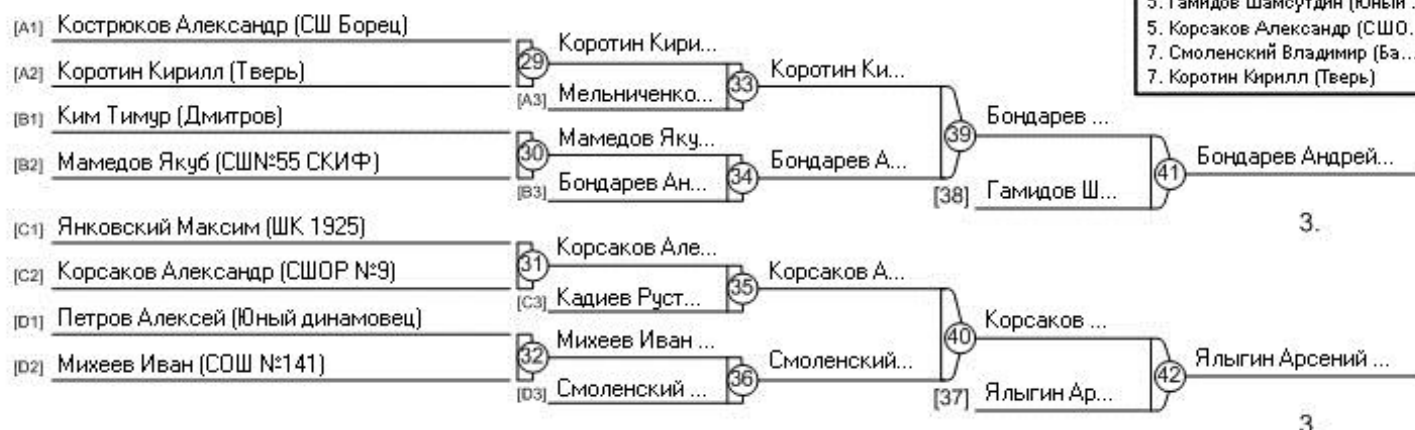 5. Гамидов Шамсутдин (Юный ...
5. Корсаков Александр (СШО...
7. Смоленский Владимир (Ба...
7. Коротин Кирилл (Тверь)
[A1] Кострюков Александр (СШ Борец)
[A2] Коротин Кирилл (Тверь)
29
Коротин Кири...
[A3] Мельниченко...
33
Коротин Ки...
[B1] Ким Тимур (Дмитров)
[B2] Мамедов Якуб (СШ№55 СКИФ)
30
Мамедов Яку...
[B3] Бондарев Ан...
34
Бондарев А...
39
Бондарев ...
[38] Гамидов Ш...
41
Бондарев Андрей...
3.
[C1] Янковский Максим (ШК 1925)
[C2] Корсаков Александр (СШОР №9)
31
Корсаков Але...
[C3] Кадиев Руст...
35
Корсаков А...
[D1] Петров Алексей (Юный динамовец)
[D2] Михеев Иван (СОШ №141)
32
Михеев Иван ...
[D3] Смоленский ...
36
Смоленский...
40
Корсаков ...
[37] Ялыгин Ар...
42
Ялыгин Арсений ...
3.